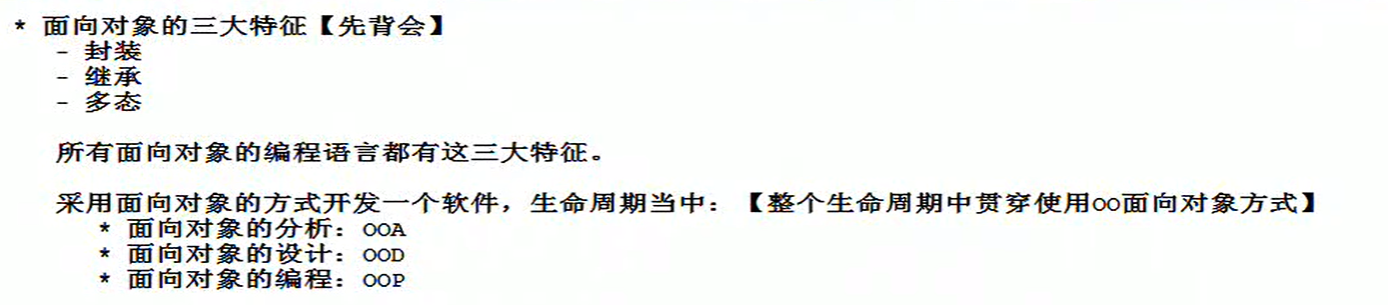 * 面向对象的三大特征【先背会】
- 封装
- 继承
- 多态
所有面向对象的编程语言都有这三大特征。
采用面向对象的方式开发一个软件，生命周期当中：【整个生命周期中贯穿使用OO面向对象方式】
* 面向对象的分析：OOA
* 面向对象的设计：OOD
* 面向对象的编程：OOP